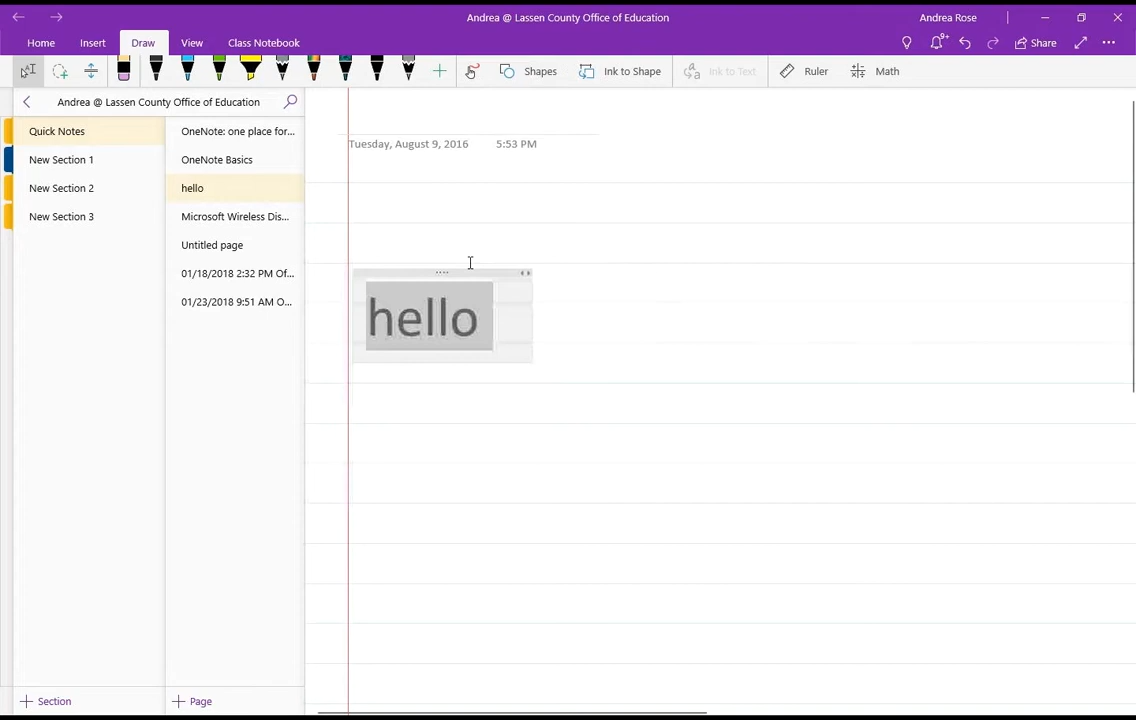 Andrea @ Lassen County Office of Education
Andrea Rose
Home Insert Draw View Class Notebook
9+
Share
Shapes
Ink to Shape
Ink to Text
Ruler
Math
Andrea @ Lassen County Office of Education
Quick Notes
New Section 1
New Section 2
New Section 3
OneNote: one place for...
OneNote Basics
hello
Microsoft Wireless Dis...
Untitled page
01/18/2018 2:32 PM Of...
01/23/2018 9:51 AM O...
Tuesday, August 9, 2016 5:53 PM
hello
Section
Page